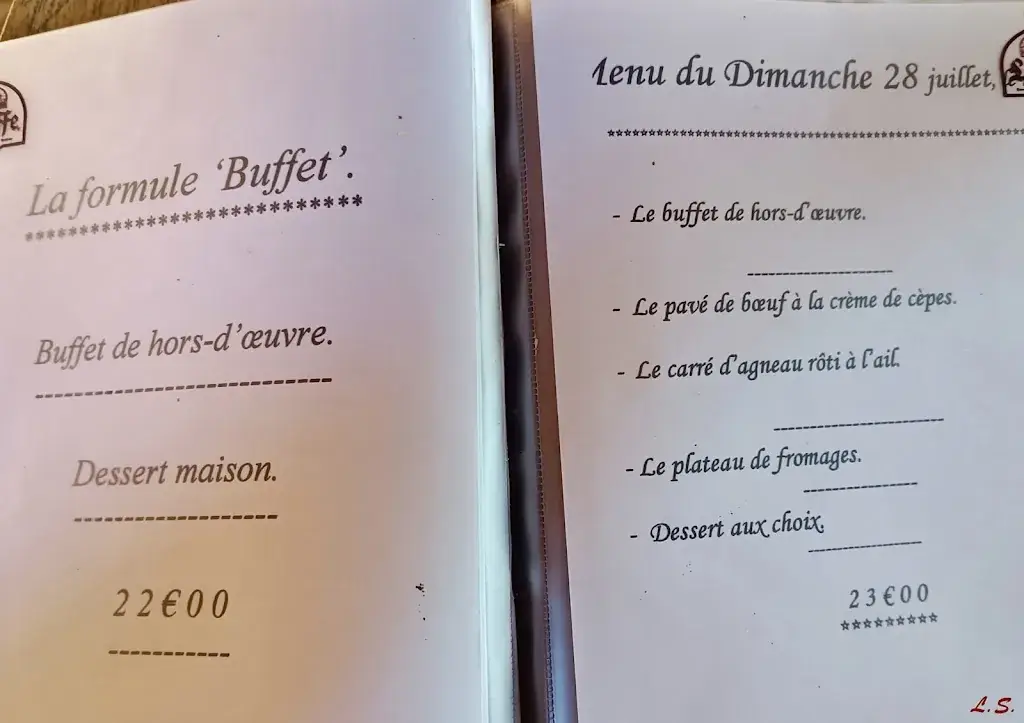 La formule ‘Buffet’.
************************
Buffet de hors-d’œuvre.
Dessert maison.
22€00
Menu du Dimanche 28 juillet,
- Le buffet de hors-d’œuvre.
- Le pavé de bœuf à la crème de cèpes.
- Le carré d’agneau rôti à l’ail.
- Le plateau de fromages.
- Dessert aux choix.
23€00
*********
L.S.